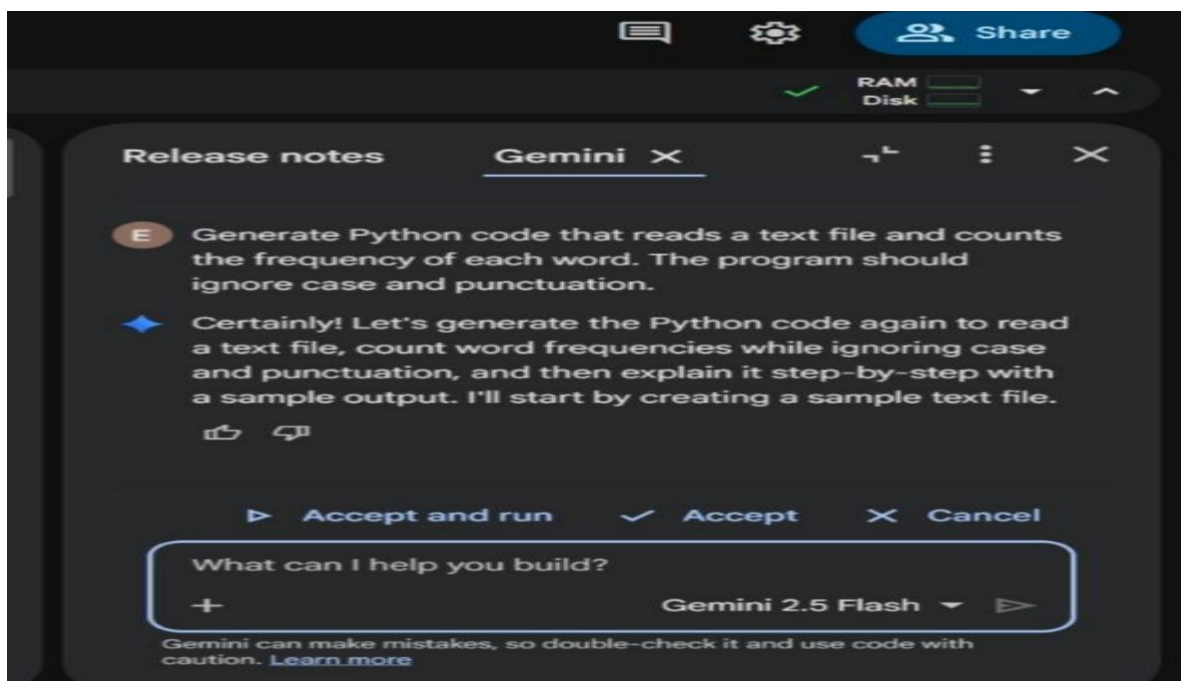 Share
RAM
Disk
Release notes
Gemini
E
Generate Python code that reads a text file and counts
the frequency of each word. The program should
ignore case and punctuation.
Certainly! Let's generate the Python code again to read
a text file, count word frequencies while ignoring case
and punctuation, and then explain it step-by-step with
a sample output. I'll start by creating a sample text file.
Accept and run
Accept
Cancel
What can I help you build?
Gemini 2.5 Flash
Gemini can make mistakes, so double-check it and use code with
caution. Learn more